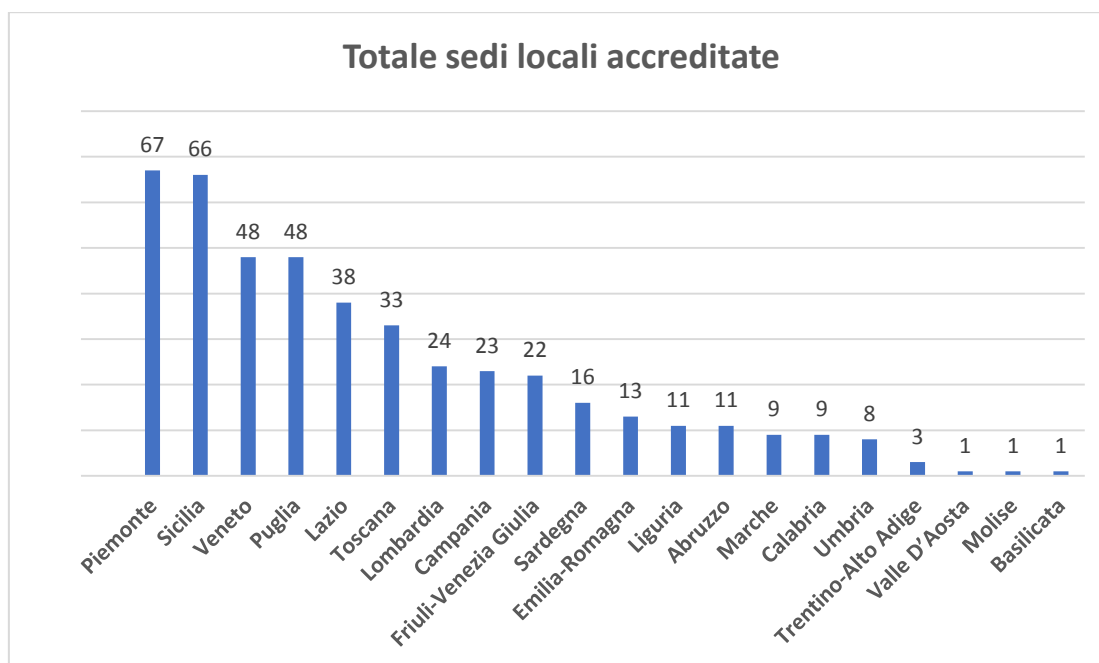 Totale sedi locali accreditate
67
66
48
48
38
33
24
23
22
16
13
11
11
9
9
8
3
1
1
1
Piemonte
Sicilia
Veneto
Puglia
Lazio
Toscana
Lombardia
Campania
Friuli-Venezia Giulia
Sardegna
Emilia-Romagna
Liguria
Abruzzo
Marche
Calabria
Umbria
Trentino-Alto Adige
Valle D’Aosta
Molise
Basilicata